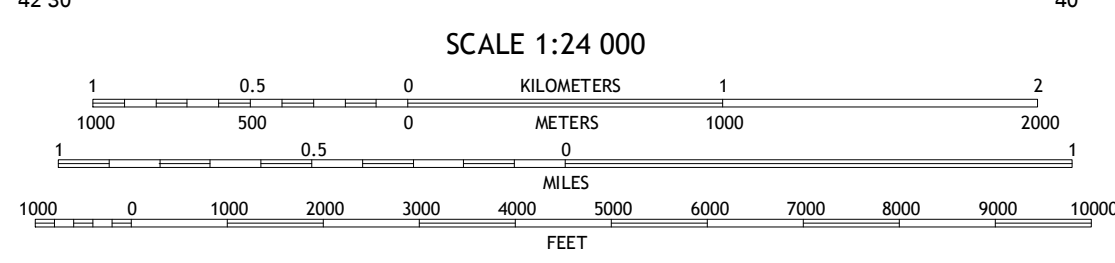 42'30"
40
SCALE 1:24 000
1 0.5 0 KILOMETERS 1 2
1000 500 0 METERS 1000 2000
1 0.5 0 1
MILES
1000 0 1000 2000 3000 4000 5000 6000 7000 8000 9000 10000
FEET